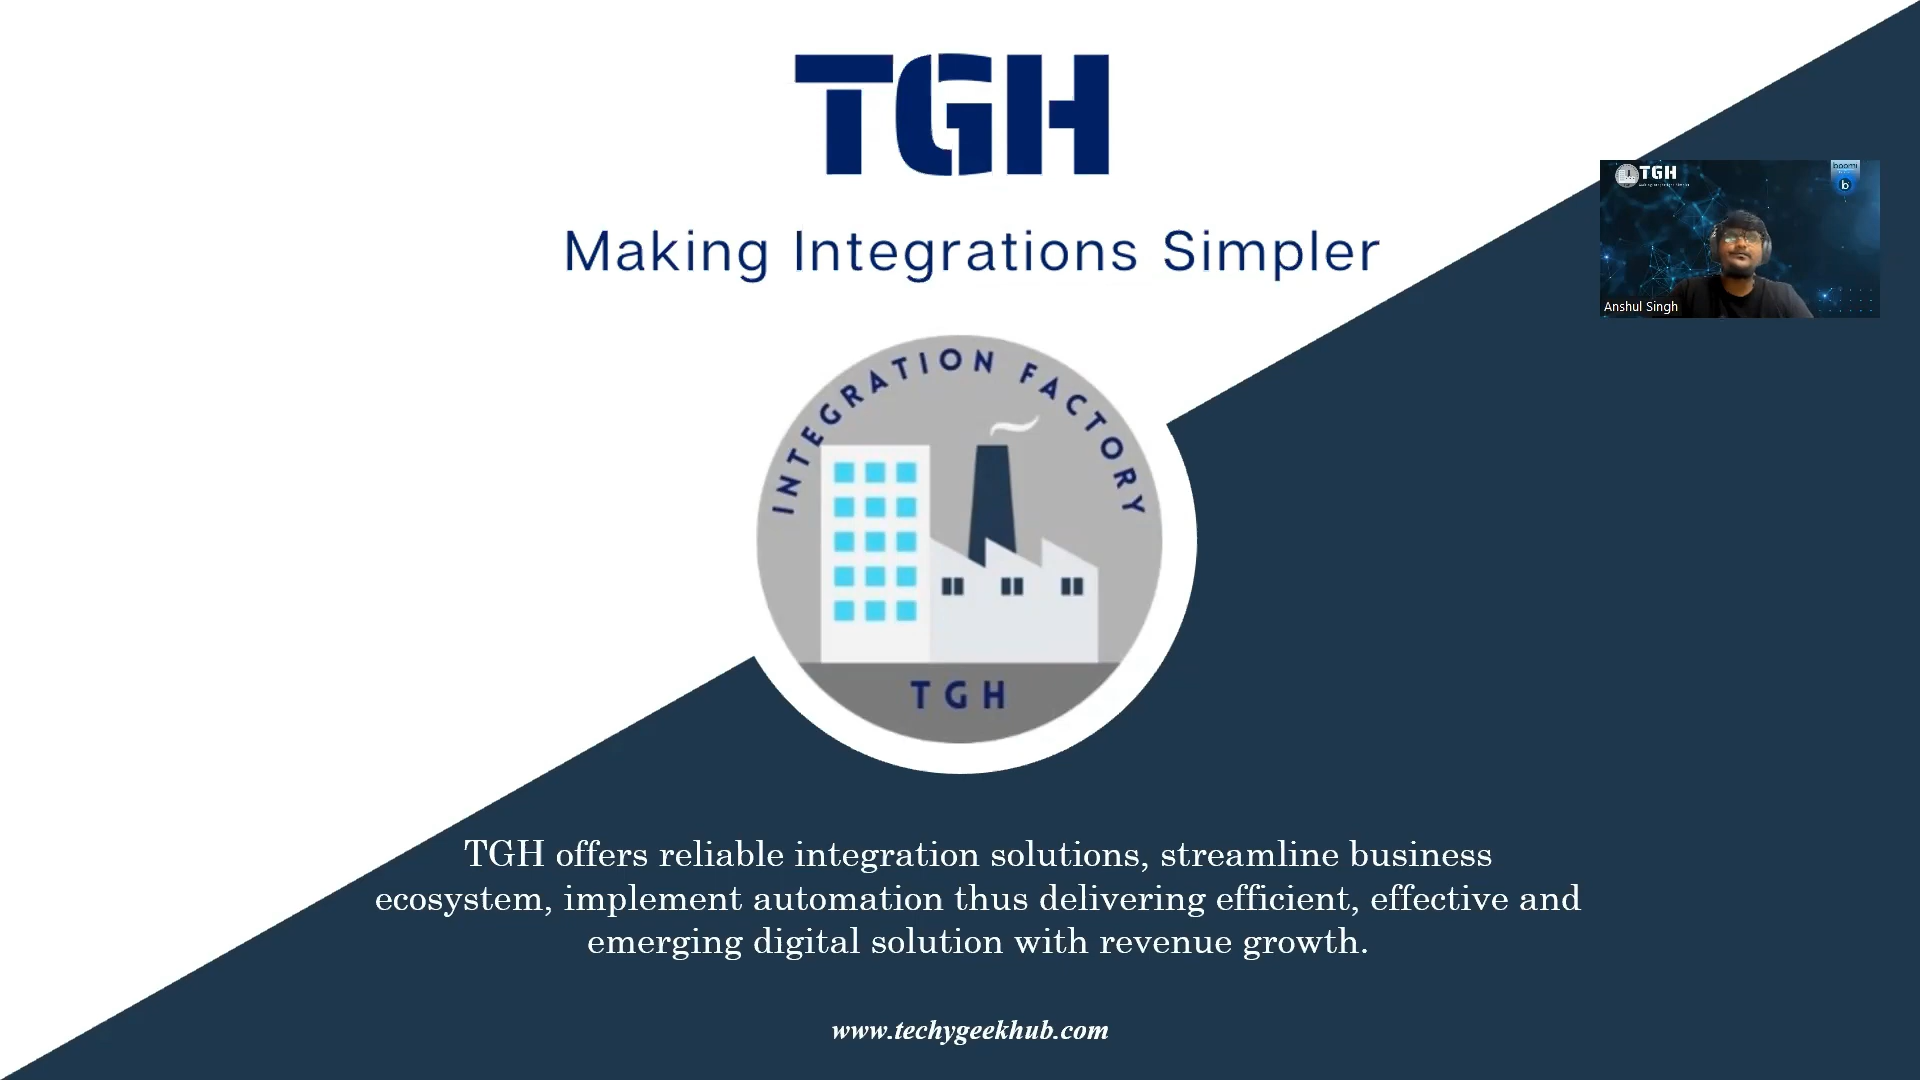 TGH
Making Integrations Simpler
TGH
boomi
b
Anshul Singh
INTEGRATION FACTORY
TGH
TGH offers reliable integration solutions, streamline business
ecosystem, implement automation thus delivering efficient, effective and
emerging digital solution with revenue growth.
www.techygeekhub.com